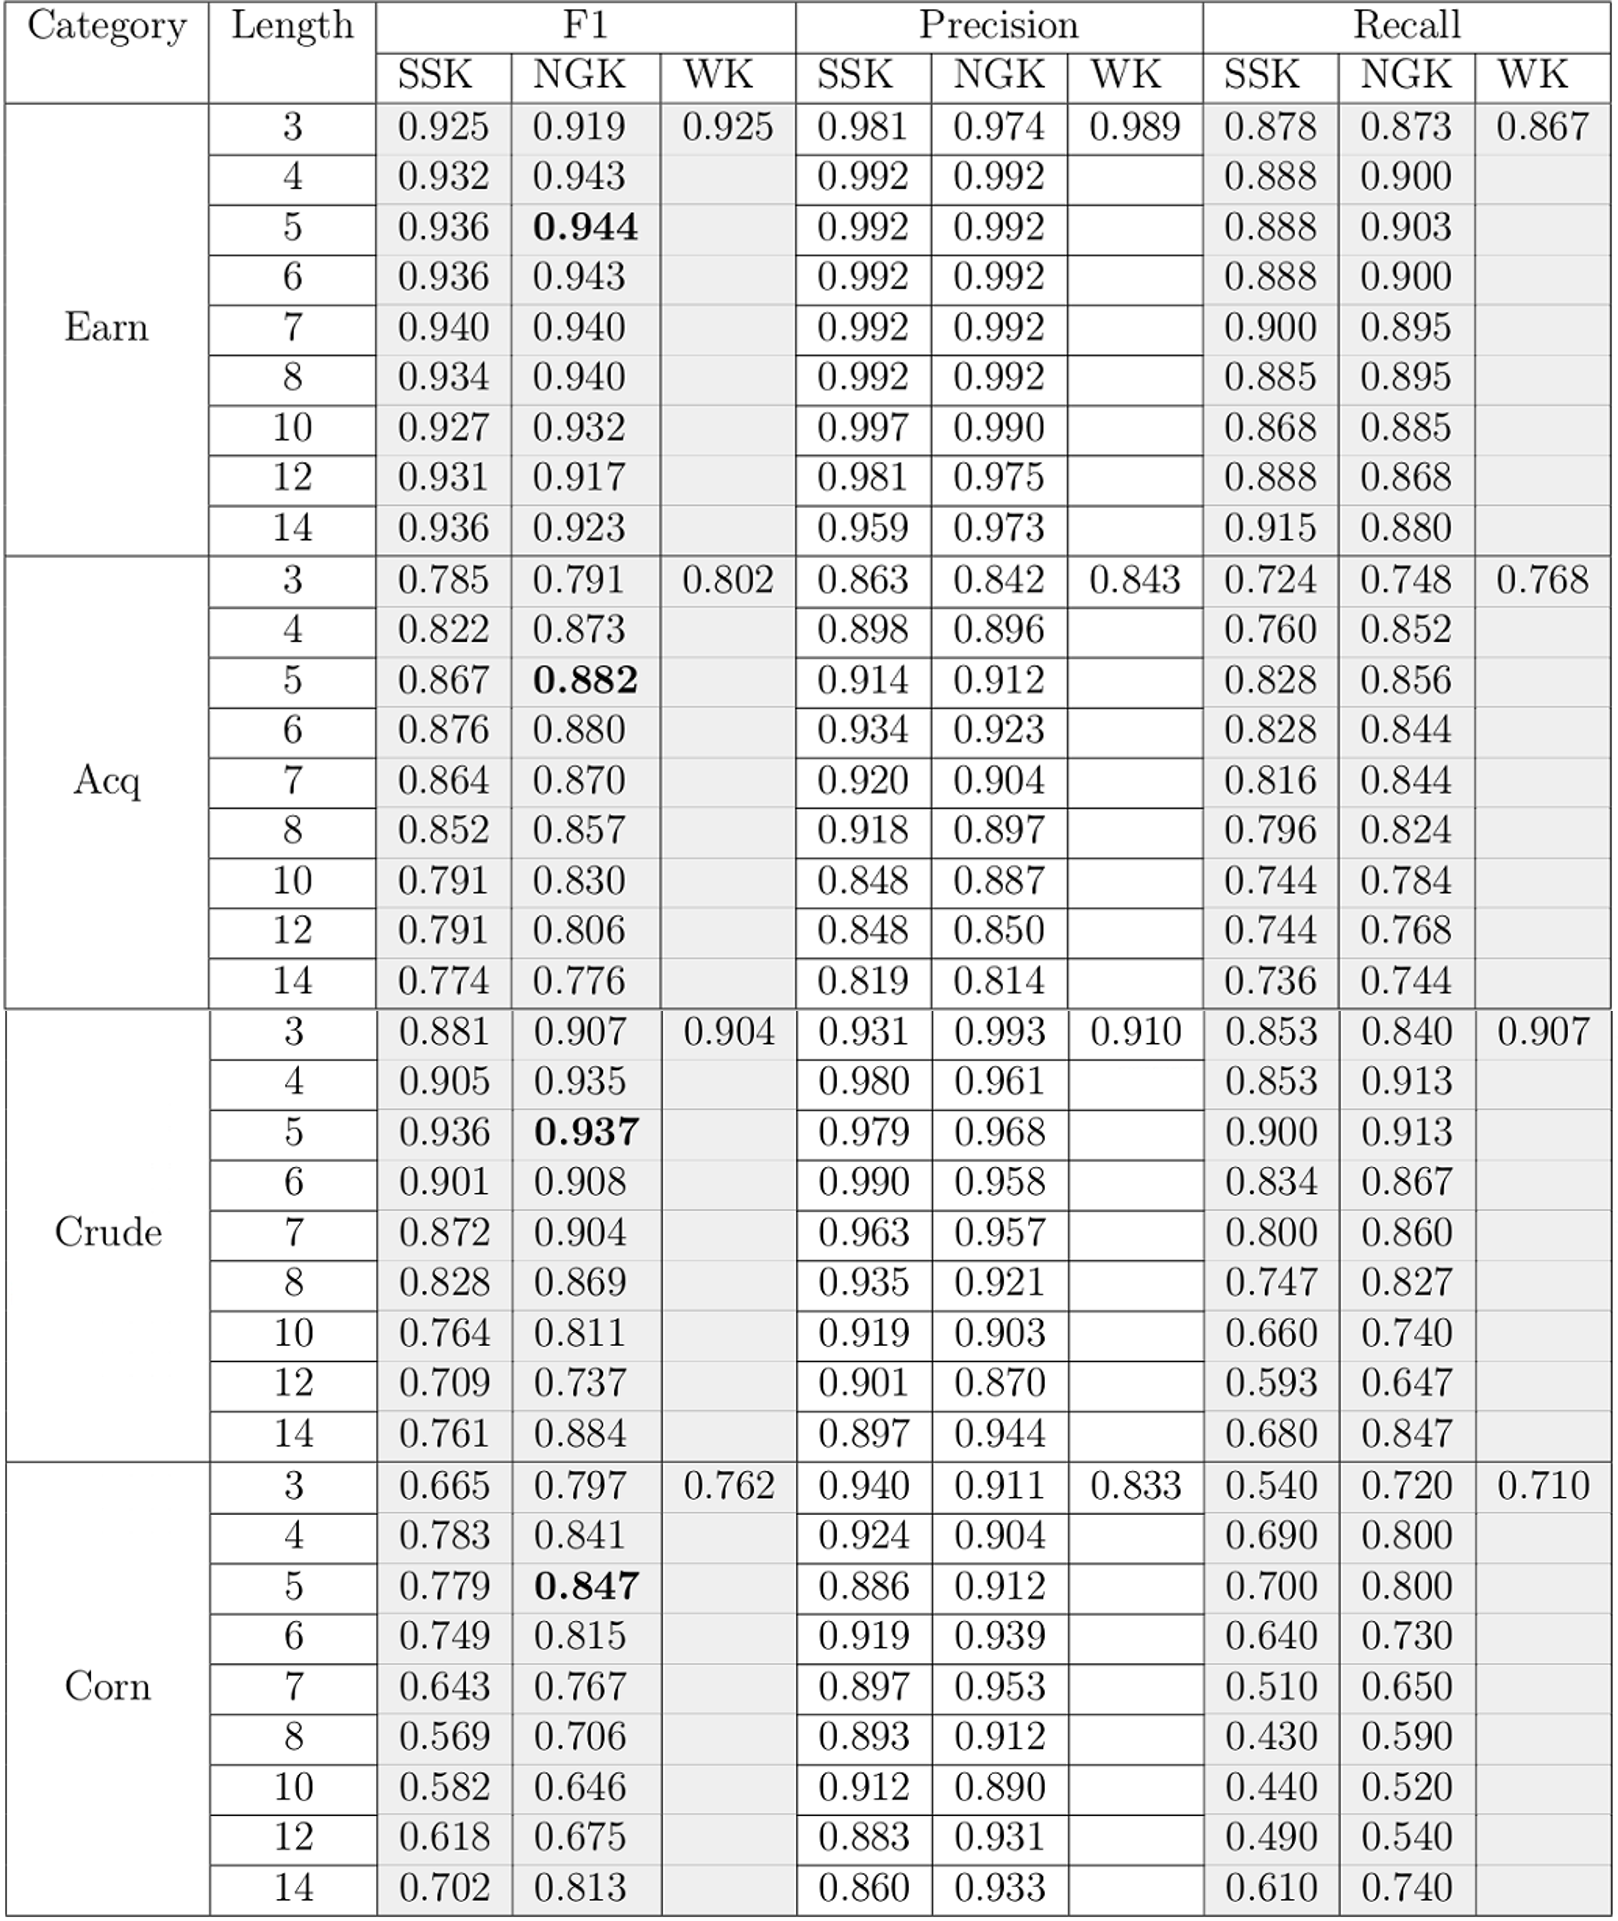 Category Length F1 Precision Recall
SSK NGK WK SSK NGK WK SSK NGK WK
3 0.925 0.919 0.925 0.981 0.974 0.989 0.878 0.873 0.867
4 0.932 0.943 0.992 0.992 0.888 0.900
5 0.936 0.944 0.992 0.992 0.888 0.903
6 0.936 0.943 0.992 0.992 0.888 0.900
Earn 7 0.940 0.940 0.992 0.992 0.900 0.895
8 0.934 0.940 0.992 0.992 0.885 0.895
10 0.927 0.932 0.997 0.990 0.868 0.885
12 0.931 0.917 0.981 0.975 0.888 0.868
14 0.936 0.923 0.959 0.973 0.915 0.880
3 0.785 0.791 0.802 0.863 0.842 0.843 0.724 0.748 0.768
4 0.822 0.873 0.898 0.896 0.760 0.852
5 0.867 0.882 0.914 0.912 0.828 0.856
6 0.876 0.880 0.934 0.923 0.828 0.844
Acq 7 0.864 0.870 0.920 0.904 0.816 0.844
8 0.852 0.857 0.918 0.897 0.796 0.824
10 0.791 0.830 0.848 0.887 0.744 0.784
12 0.791 0.806 0.848 0.850 0.744 0.768
14 0.774 0.776 0.819 0.814 0.736 0.744
3 0.881 0.907 0.904 0.931 0.993 0.910 0.853 0.840 0.907
4 0.905 0.935 0.980 0.961 0.853 0.913
5 0.936 0.937 0.979 0.968 0.900 0.913
6 0.901 0.908 0.990 0.958 0.834 0.867
Crude 7 0.872 0.904 0.963 0.957 0.800 0.860
8 0.828 0.869 0.935 0.921 0.747 0.827
10 0.764 0.811 0.919 0.903 0.660 0.740
12 0.709 0.737 0.901 0.870 0.593 0.647
14 0.761 0.884 0.897 0.944 0.680 0.847
3 0.665 0.797 0.762 0.940 0.911 0.833 0.540 0.720 0.710
4 0.783 0.841 0.924 0.904 0.690 0.800
5 0.779 0.847 0.886 0.912 0.700 0.800
6 0.749 0.815 0.919 0.939 0.640 0.730
Corn 7 0.643 0.767 0.897 0.953 0.510 0.650
8 0.569 0.706 0.893 0.912 0.430 0.590
10 0.582 0.646 0.912 0.890 0.440 0.520
12 0.618 0.675 0.883 0.931 0.490 0.540
14 0.702 0.813 0.860 0.933 0.610 0.740